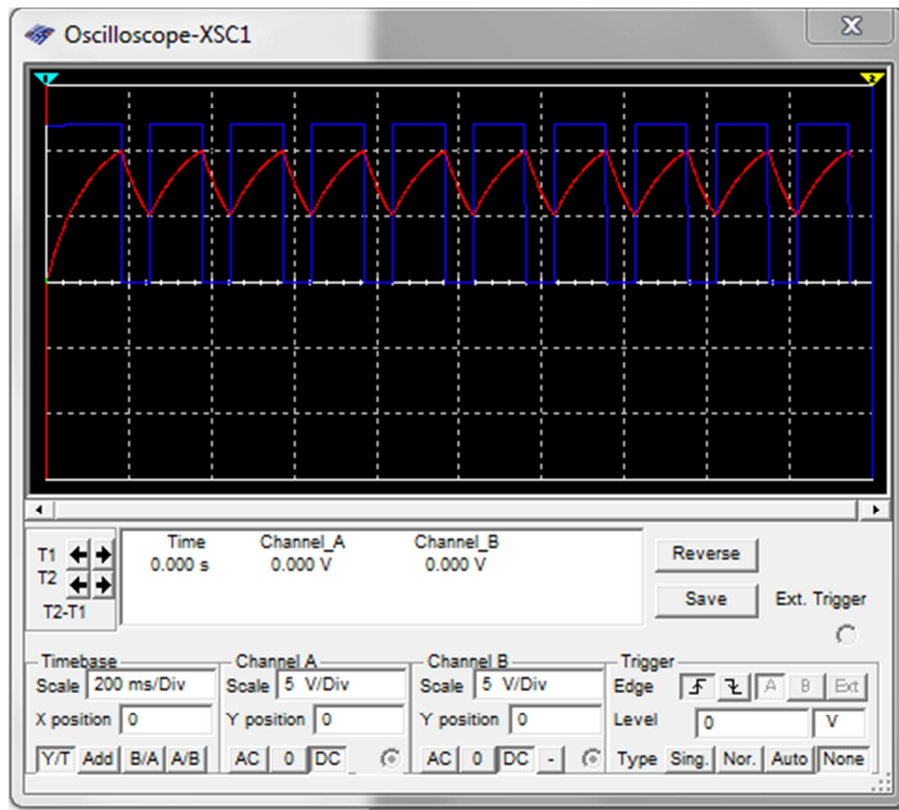 Oscilloscope-XSC1
1
2
Time Channel_A Channel_B
0.000 s 0.000 V 0.000 V
T1
T2
T2-T1
Reverse
Save
Ext. Trigger
Timebase
Scale 200 ms/Div
X position 0
Y/T Add B/A A/B
Channel A
Scale 5 V/Div
Y position 0
AC 0 DC
Channel B
Scale 5 V/Div
Y position 0
AC 0 DC -
Trigger
Edge A B Ext
Level 0 V
Type Sing. Nor. Auto None